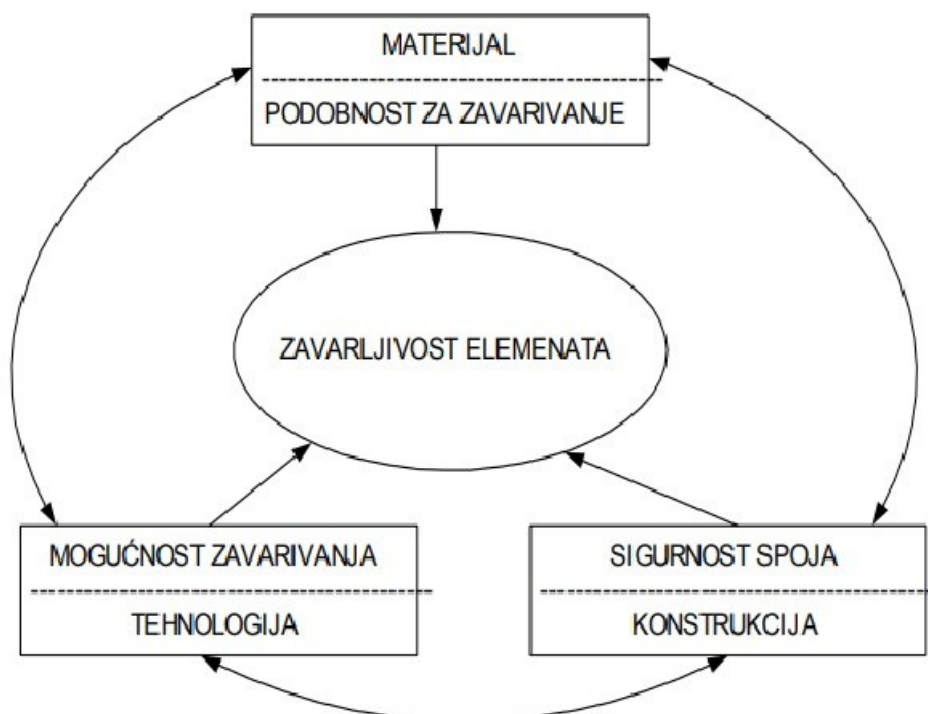 MATERIJAL
PODOBNOST ZA ZAVARIVANJE
ZAVARLJIVOST ELEMENATA
MOGUĆNOST ZAVARIVANJA
TEHNOLOGIJA
SIGURNOST SPOJA
KONSTRUKCIJA